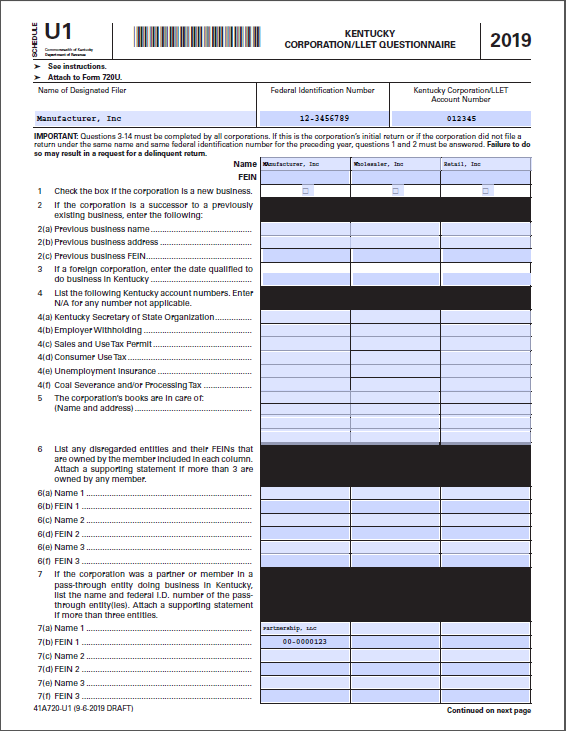 SCHEDULE U1
Commonwealth of Kentucky
Department of Revenue
KENTUCKY
CORPORATION/LLET QUESTIONNAIRE
2019
➤ See instructions.
➤ Attach to Form 720U.
Name of Designated Filer Federal Identification Number Kentucky Corporation/LLET
Account Number
Manufacturer, Inc 12-3456789 012345
IMPORTANT: Questions 3-14 must be completed by all corporations. If this is the corporation's initial return or if the corporation did not file a
return under the same name and same federal identification number for the preceding year, questions 1 and 2 must be answered. Failure to do
so may result in a request for a delinquent return.
Name Manufacturer, Inc Wholesaler, Inc Retail, Inc
FEIN
1 Check the box if the corporation is a new business.
2 If the corporation is a successor to a previously
existing business, enter the following:
2(a) Previous business name
2(b) Previous business address
2(c) Previous business FEIN
3 If a foreign corporation, enter the date qualified to
do business in Kentucky
4 List the following Kentucky account numbers. Enter
N/A for any number not applicable.
4(a) Kentucky Secretary of State Organization
4(b) Employer Withholding
4(c) Sales and Use Tax Permit
4(d) Consumer Use Tax
4(e) Unemployment Insurance
4(f) Coal Severance and/or Processing Tax
5 The corporation's books are in care of:
(Name and address)
6 List any disregarded entities and their FEINs that
are owned by the member included in each column.
Attach a supporting statement if more than 3 are
owned by any member.
6(a) Name 1
6(b) FEIN 1
6(c) Name 2
6(d) FEIN 2
6(e) Name 3
6(f) FEIN 3
7 If the corporation was a partner or member in a
pass-through entity doing business in Kentucky,
list the name and federal I.D. number of the pass-
through entity(ies). Attach a supporting statement
if more than three entities.
7(a) Name 1 Partnership, LLC
7(b) FEIN 1 00-0000123
7(c) Name 2
7(d) FEIN 2
7(e) Name 3
7(f) FEIN 3
41A720-U1 (9-6-2019 DRAFT) Continued on next page